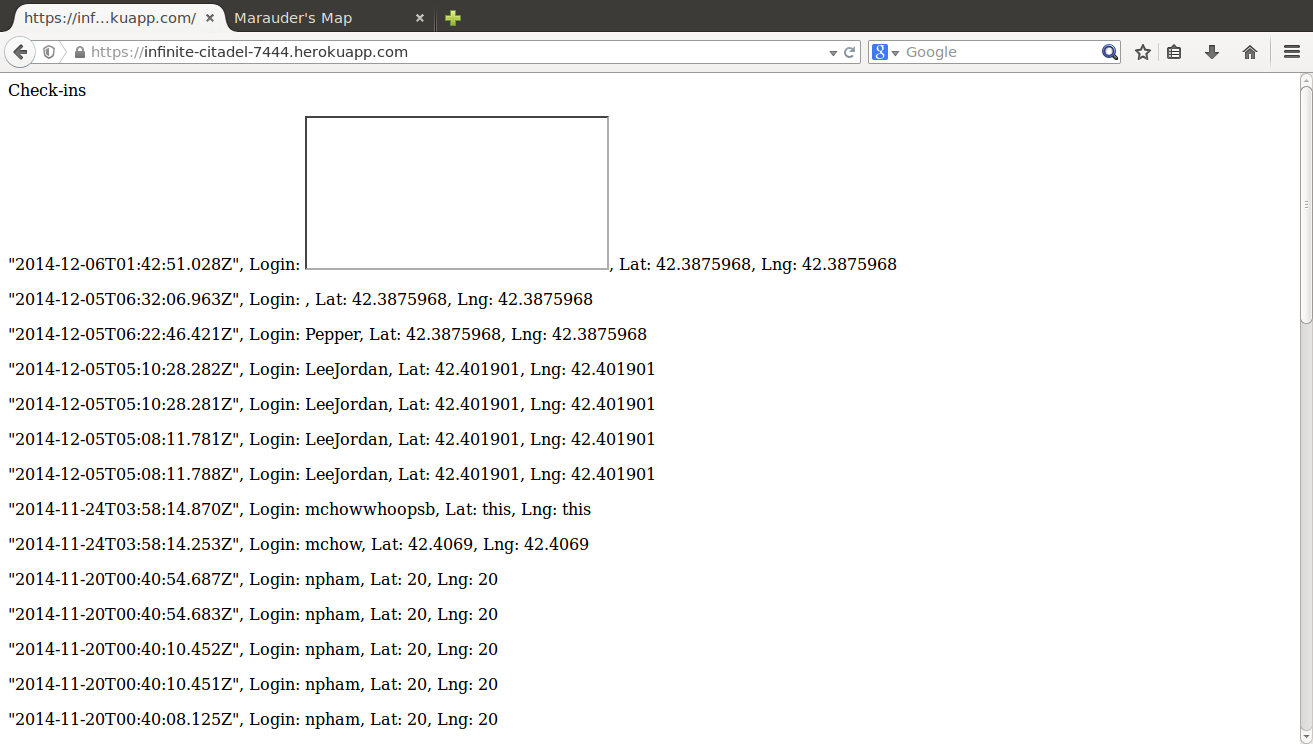 https://inf...kuapp.com/ Marauder's Map
https://infinite-citadel-7444.herokuapp.com Google
Check-ins
"2014-12-06T01:42:51.028Z", Login: , Lat: 42.3875968, Lng: 42.3875968
"2014-12-05T06:32:06.963Z", Login: , Lat: 42.3875968, Lng: 42.3875968
"2014-12-05T06:22:46.421Z", Login: Pepper, Lat: 42.3875968, Lng: 42.3875968
"2014-12-05T05:10:28.282Z", Login: LeeJordan, Lat: 42.401901, Lng: 42.401901
"2014-12-05T05:10:28.281Z", Login: LeeJordan, Lat: 42.401901, Lng: 42.401901
"2014-12-05T05:08:11.781Z", Login: LeeJordan, Lat: 42.401901, Lng: 42.401901
"2014-12-05T05:08:11.788Z", Login: LeeJordan, Lat: 42.401901, Lng: 42.401901
"2014-11-24T03:58:14.870Z", Login: mchowwhoopsb, Lat: this, Lng: this
"2014-11-24T03:58:14.253Z", Login: mchow, Lat: 42.4069, Lng: 42.4069
"2014-11-20T00:40:54.687Z", Login: npham, Lat: 20, Lng: 20
"2014-11-20T00:40:54.683Z", Login: npham, Lat: 20, Lng: 20
"2014-11-20T00:40:10.452Z", Login: npham, Lat: 20, Lng: 20
"2014-11-20T00:40:10.451Z", Login: npham, Lat: 20, Lng: 20
"2014-11-20T00:40:08.125Z", Login: npham, Lat: 20, Lng: 20